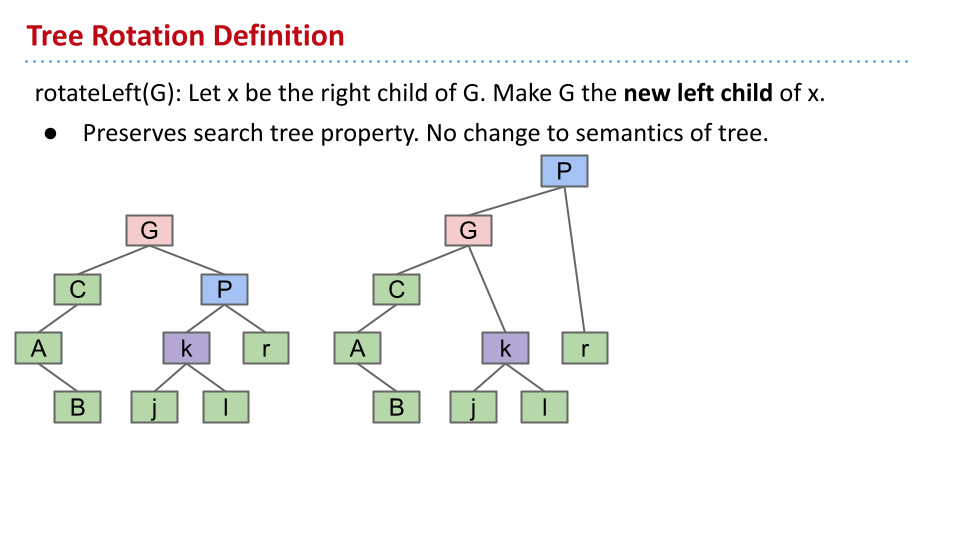 Tree Rotation Definition
rotateLeft(G): Let x be the right child of G. Make G the new left child of x.
● Preserves search tree property. No change to semantics of tree.
P
G G
C P C
A k r A k r
B j l B j l